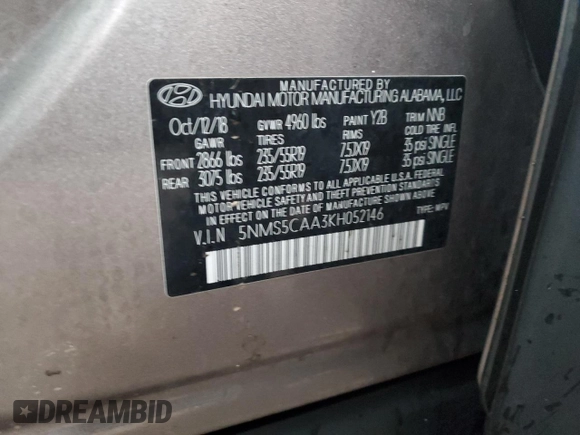 MANUFACTURED BY
HYUNDAI MOTOR MANUFACTURING ALABAMA, LLC
Oct/12/18 GVWR 4960 lbs PAINT Y2B TRIM NNB
GAWR TIRES RIMS COLD TIRE INFL
FRONT 2866 lbs 235/55R19 7.5JX19 35 psi SINGLE
REAR 3075 lbs 235/55R19 7.5JX19 35 psi SINGLE
THIS VEHICLE CONFORMS TO ALL APPLICABLE U.S.A. FEDERAL
MOTOR VEHICLE SAFETY AND THEFT PREVENTION STANDARDS
IN EFFECT ON THE DATE OF MANUFACTURE SHOWN ABOVE.
V.I.N 5NMS5CAA3KH052146 TYPE: MPV
DREAMBID